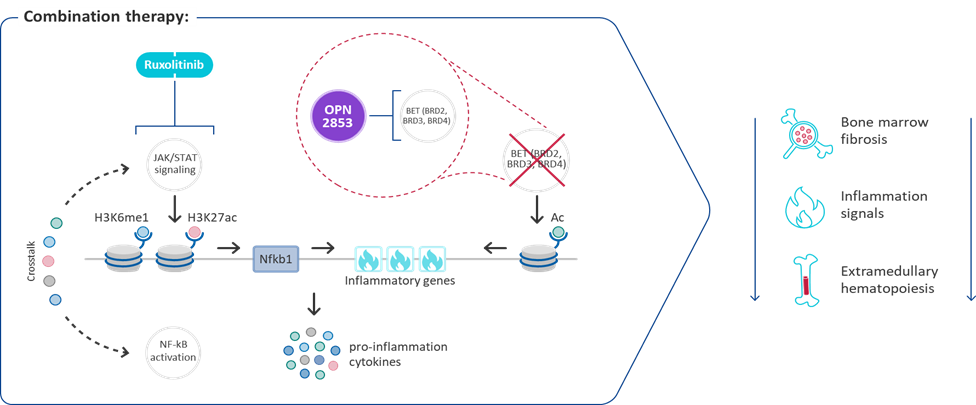 Combination therapy:
Ruxolitinib
OPN
2853
BET (BRD2,
BRD3, BRD4)
JAK/STAT
signaling
BET (BRD2,
BRD3, BRD4)
H3K6me1
H3K27ac
Ac
Crosstalk
Nfkb1
Inflammatory genes
NF-kB
activation
pro-inflammation
cytokines
Bone marrow
fibrosis
Inflammation
signals
Extramedullary
hematopoiesis